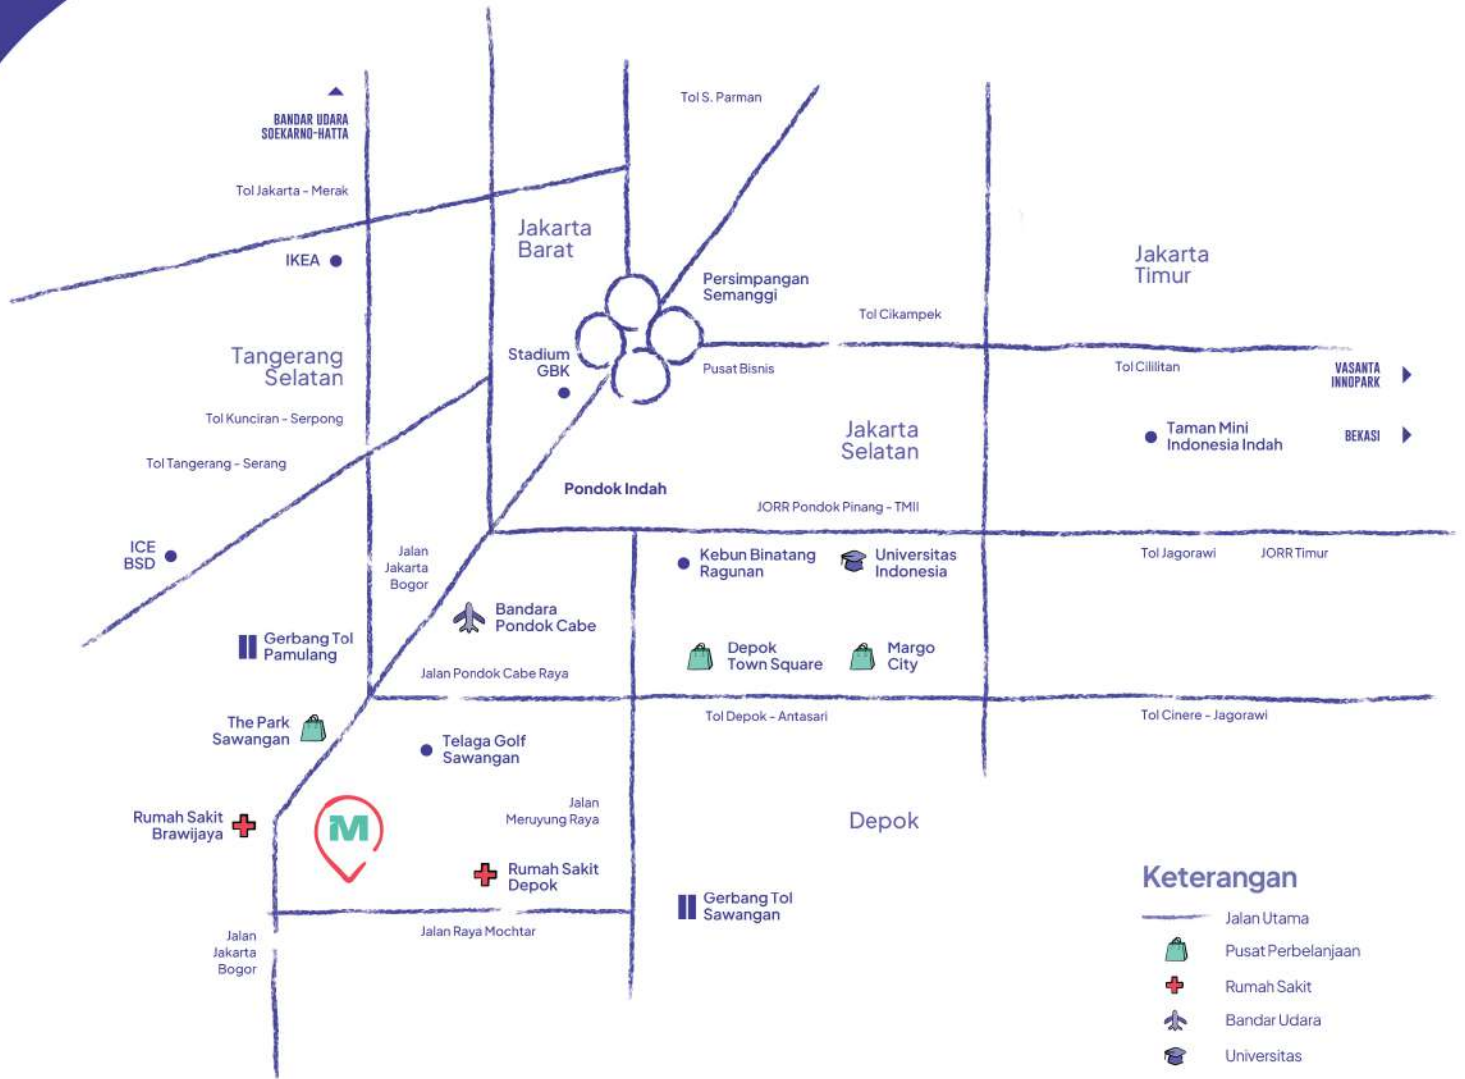 Tol S. Parman
BANDAR UDARA
SOEKARNO-HATTA
Tol Jakarta - Merak
Jakarta
Barat
IKEA
Persimpangan
Semanggi
Jakarta
Timur
Tol Cikampek
Tangerang
Selatan
Stadium
GBK
Pusat Bisnis
Tol Cililitan
VASANTA
INNOPARK
Tol Kunciran - Serpong
Jakarta
Selatan
Taman Mini
Indonesia Indah
BEKASI
Tol Tangerang - Serang
Pondok Indah
JORR Pondok Pinang - TMII
ICE
BSD
Jalan
Jakarta
Bogor
Kebun Binatang
Ragunan
Universitas
Indonesia
Tol Jagorawi
JORR Timur
Bandara
Pondok Cabe
Gerbang Tol
Pamulang
Depok
Town Square
Margo
City
Jalan Pondok Cabe Raya
Tol Depok - Antasari
Tol Cinere - Jagorawi
The Park
Sawangan
Telaga Golf
Sawangan
Rumah Sakit
Brawijaya
M
Jalan
Meruyung Raya
Depok
Rumah Sakit
Depok
Gerbang Tol
Sawangan
Jalan Raya Mochtar
Jalan
Jakarta
Bogor
Keterangan
Jalan Utama
Pusat Perbelanjaan
Rumah Sakit
Bandar Udara
Universitas